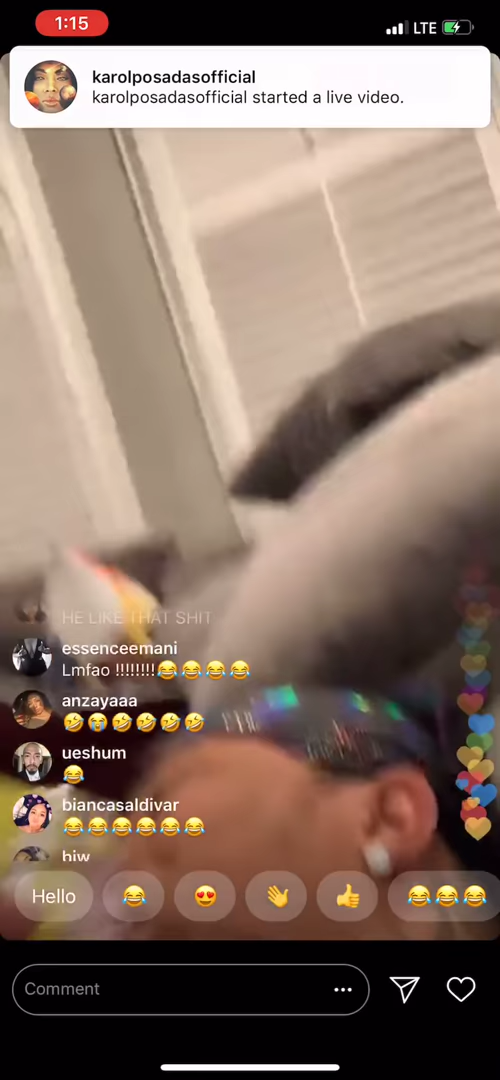 1:15
LTE
karolposadasofficial
karolposadasofficial started a live video.
HE LIKE THAT SHIT
essenceemani
Lmfao !!!!!!!!😂😂😂😂
anzayaaa
🤣😭🤣🤣🤣🤣
ueshum
😂
biancasaldivar
😂😂😂😂😂😂
Hello 😂 😍 👋 👍 😂😂😂
Comment